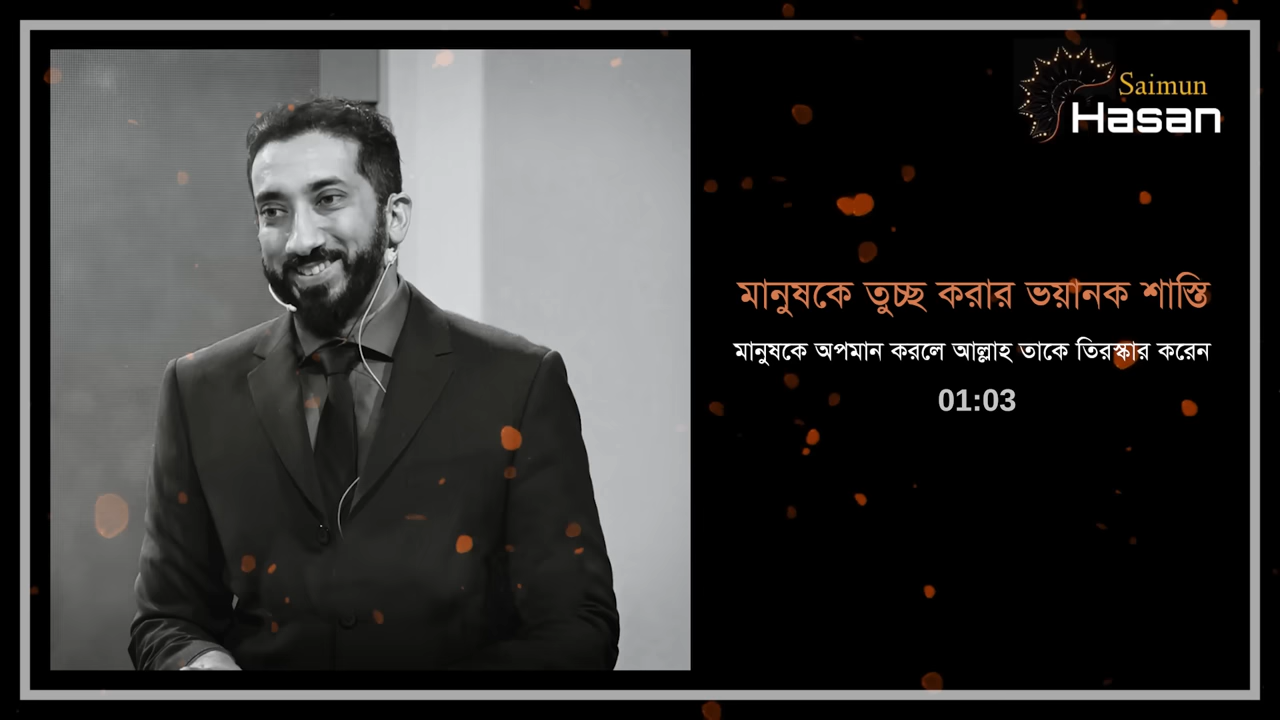 Saimun
Hasan
মানুষকে তুচ্ছ করার ভয়ানক শাস্তি
মানুষকে অপমান করলে আল্লাহ তাকে তিরস্কার করেন
01:03